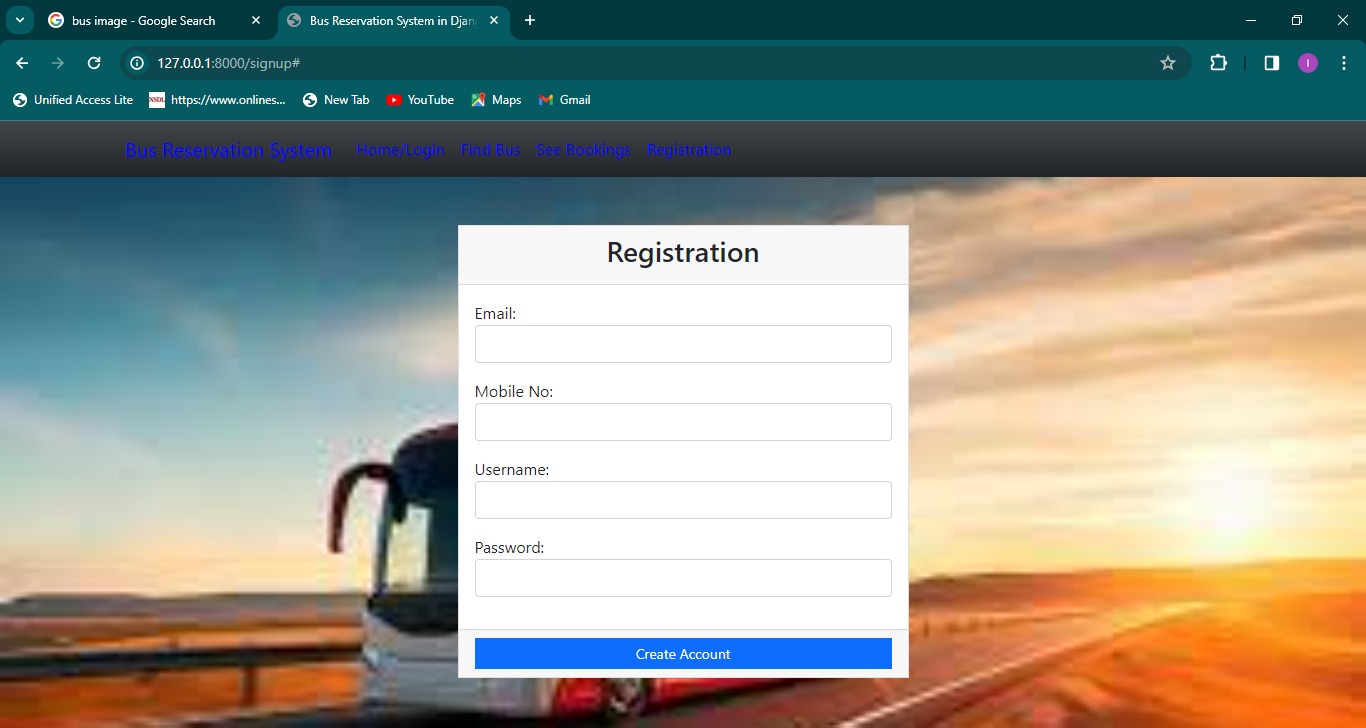 bus image - Google Search
Bus Reservation System in Djan
127.0.0.1:8000/signup#
I
Unified Access Lite
NSDL
https://www.onlines...
New Tab
YouTube
Maps
Gmail
Bus Reservation System
Home/Login
Find Bus
See Bookings
Registration
Registration
Email:
Mobile No:
Username:
Password:
Create Account